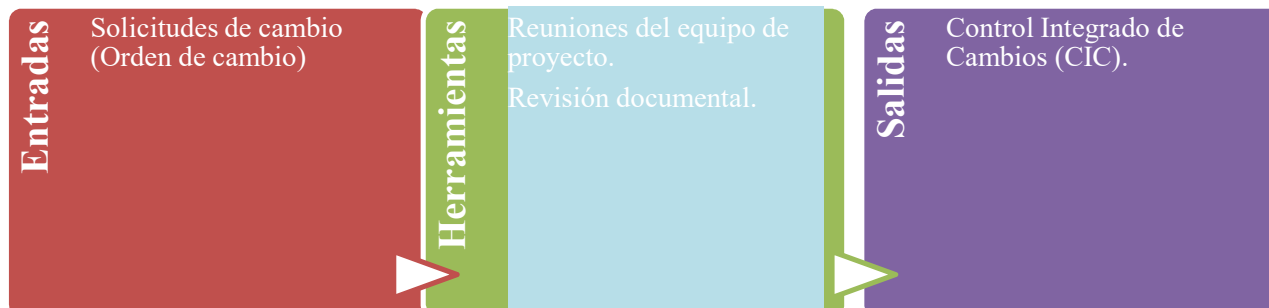 Entradas
Solicitudes de cambio
(Orden de cambio)
Herramientas
Reuniones del equipo de
proyecto.
Revisión documental.
Salidas
Control Integrado de
Cambios (CIC).